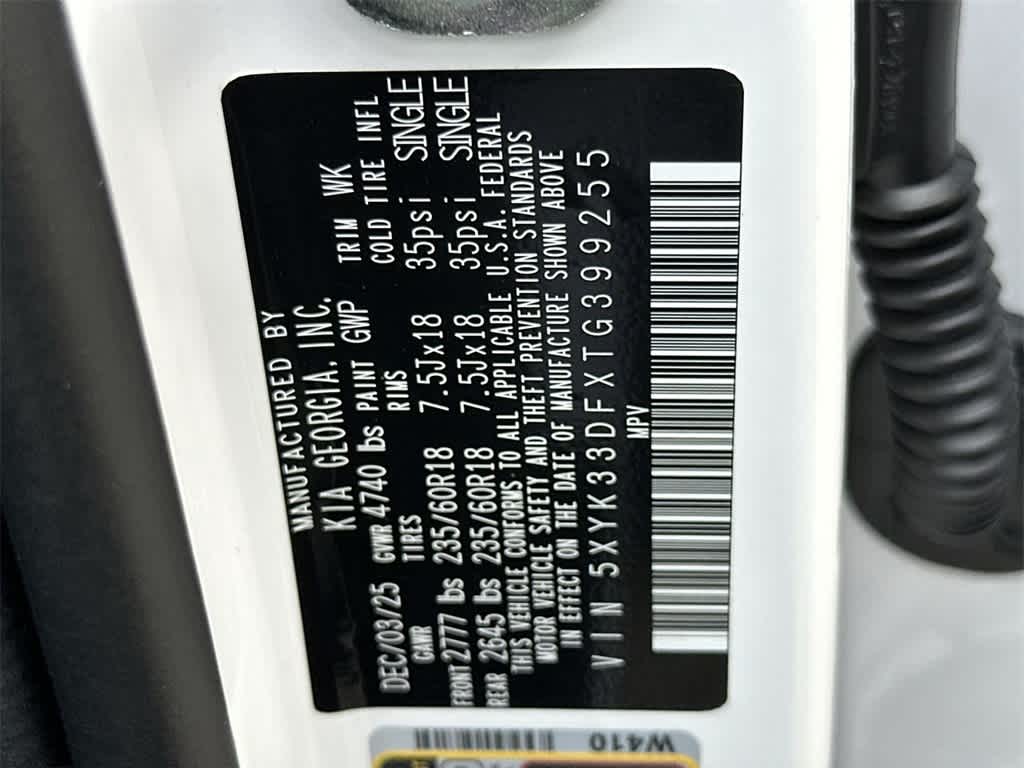 MANUFACTURED BY
KIA GEORGIA, INC.
DEC/03/25 GVWR 4740 lbs PAINT GWP TRIM WK
GAWR TIRES RIMS COLD TIRE INFL
FRONT 2777 lbs 235/60R18 7.5Jx18 35psi SINGLE
REAR 2645 lbs 235/60R18 7.5Jx18 35psi SINGLE
THIS VEHICLE CONFORMS TO ALL APPLICABLE U.S.A. FEDERAL
MOTOR VEHICLE SAFETY AND THEFT PREVENTION STANDARDS
IN EFFECT ON THE DATE OF MANUFACTURE SHOWN ABOVE
VIN 5XYK33DFXTG399255
MPV
W410